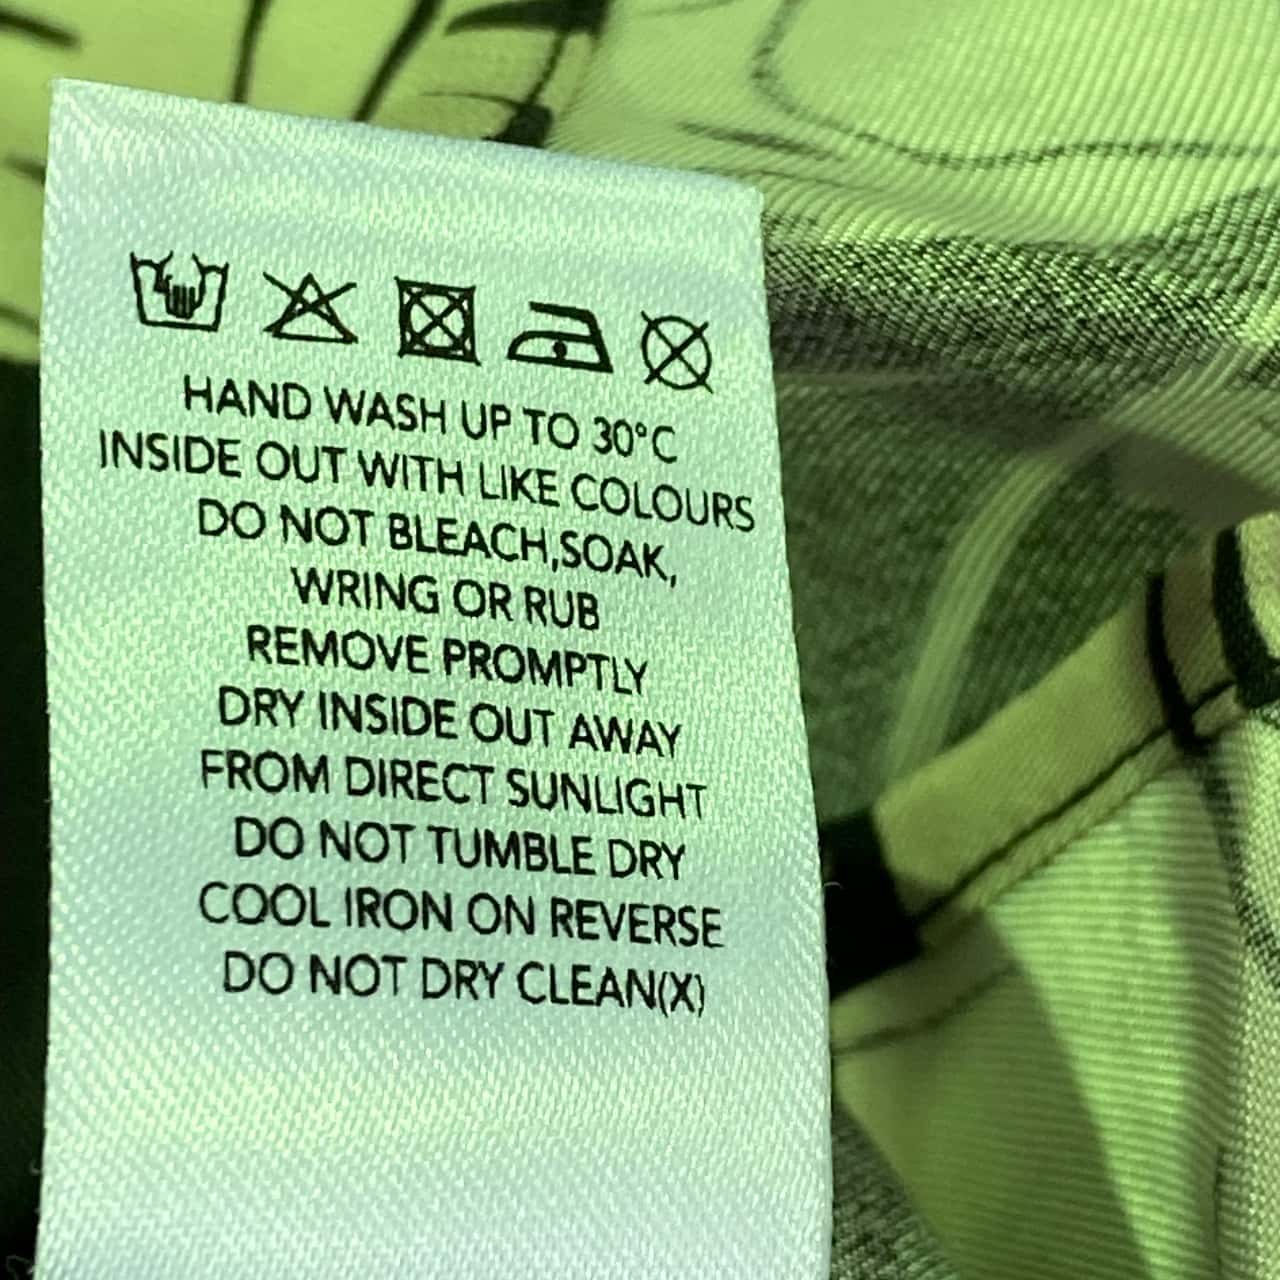 HAND WASH UP TO 30°C
INSIDE OUT WITH LIKE COLOURS
DO NOT BLEACH,SOAK,
WRING OR RUB
REMOVE PROMPTLY
DRY INSIDE OUT AWAY
FROM DIRECT SUNLIGHT
DO NOT TUMBLE DRY
COOL IRON ON REVERSE
DO NOT DRY CLEAN(X)